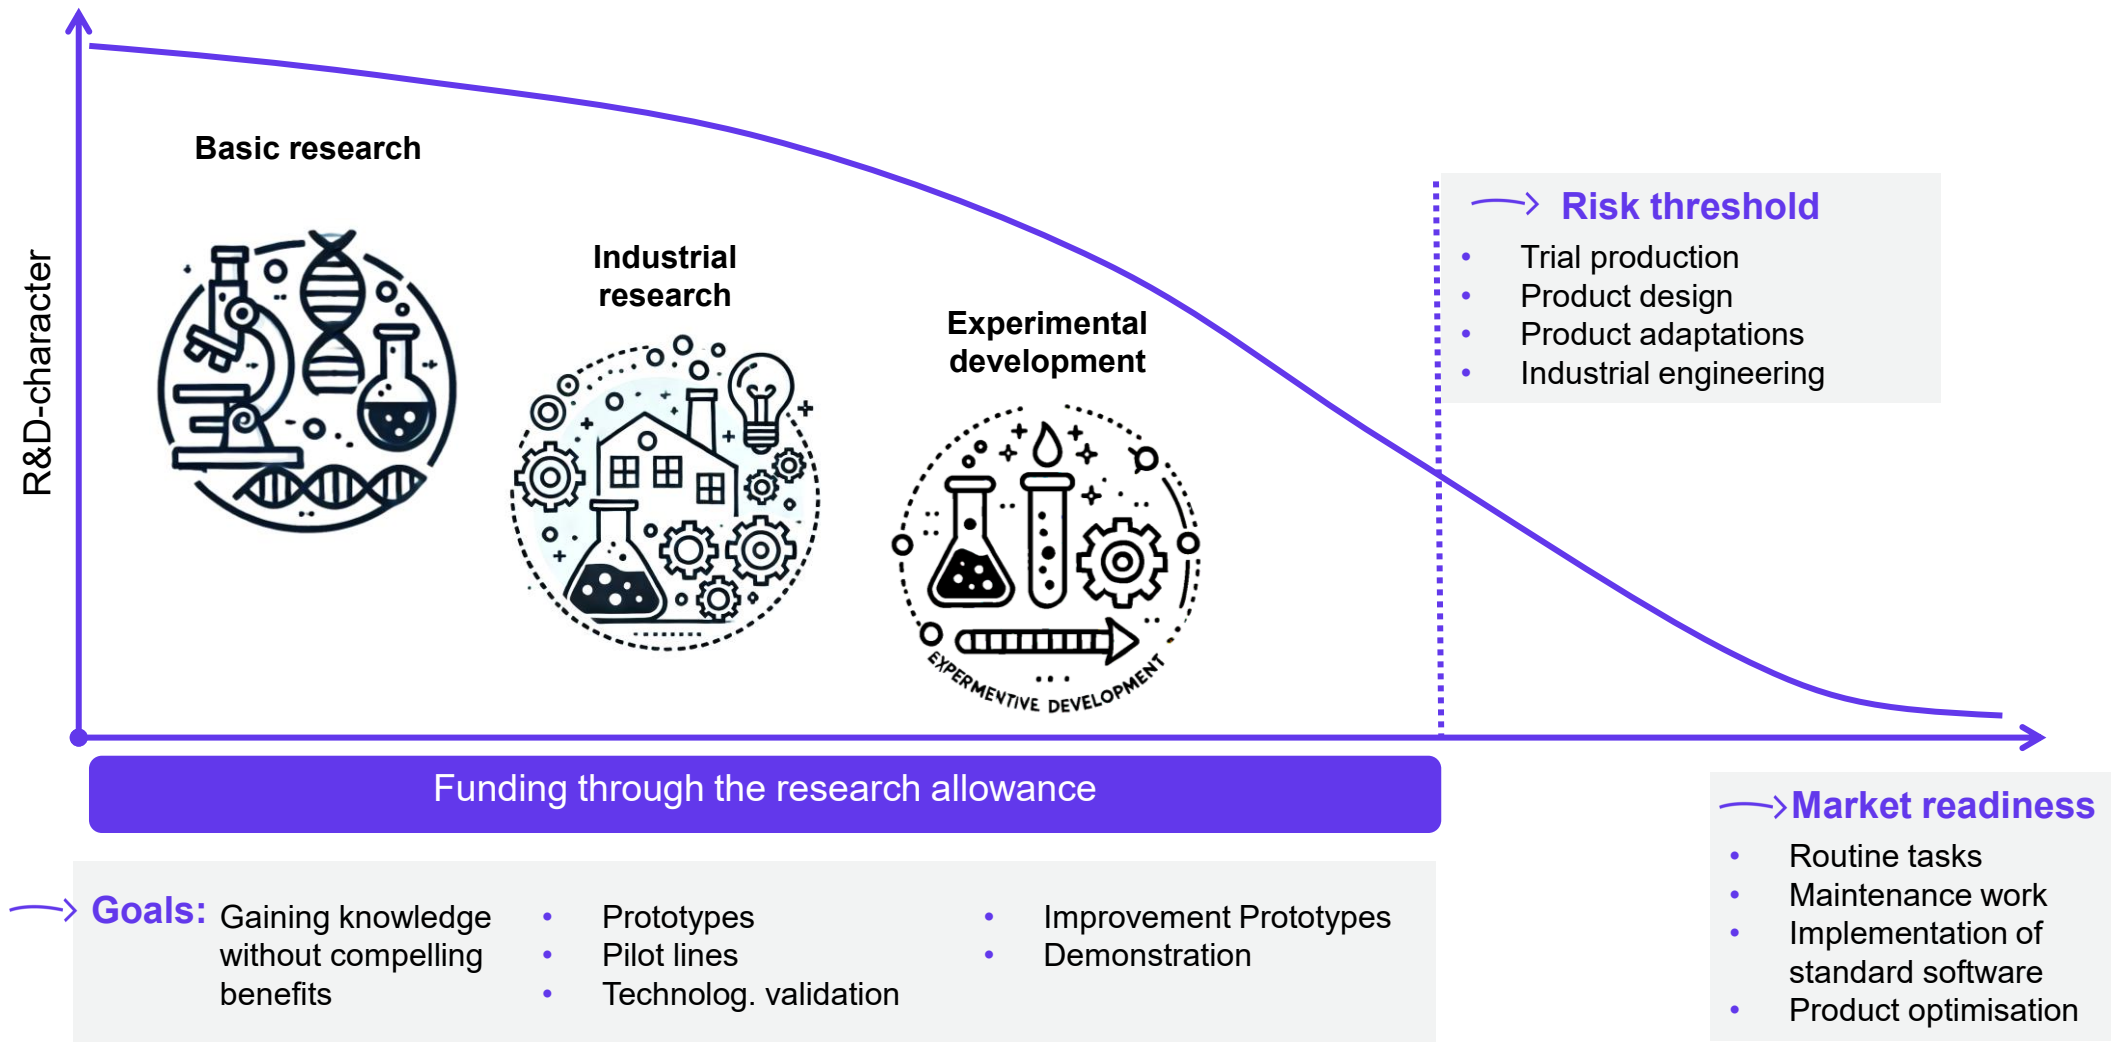 R&D-character
Basic research
Industrial
research
Experimental
development
EXPERMENTIVE DEVELOPMENT
Risk threshold
• Trial production
• Product design
• Product adaptations
• Industrial engineering
Funding through the research allowance
Goals:
Gaining knowledge
without compelling
benefits
• Prototypes
• Pilot lines
• Technolog. validation
• Improvement Prototypes
• Demonstration
Market readiness
• Routine tasks
• Maintenance work
• Implementation of
standard software
• Product optimisation